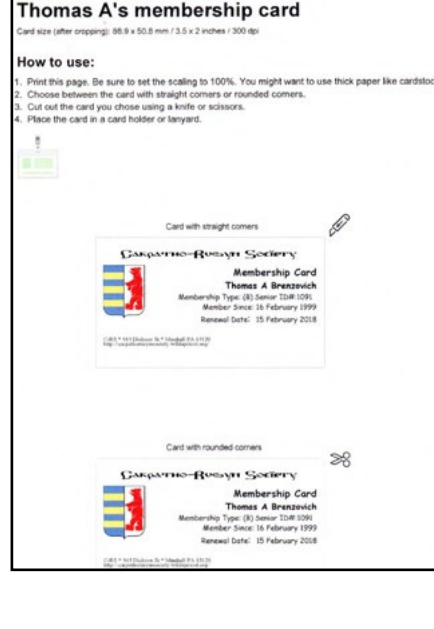 Thomas A's membership card
Card size (after cropping): 88.9 x 50.8 mm / 3.5 x 2 inches / 300 dpi
How to use:
1. Print this page. Be sure to set the scaling to 100%. You might want to use thick paper like cardstoc
2. Choose between the card with straight corners or rounded corners.
3. Cut out the card you chose using a knife or scissors.
4. Place the card in a card holder or lanyard.
Card with straight corners
Carpatho-Rusyn Society
Membership Card
Thomas A Brenzovich
Membership Type: (B) Senior ID#:1091
Member Since: 16 February 1999
Renewal Date: 15 February 2018
Card with rounded corners
Carpatho-Rusyn Society
Membership Card
Thomas A Brenzovich
Membership Type: (B) Senior ID#:1091
Member Since: 16 February 1999
Renewal Date: 15 February 2018